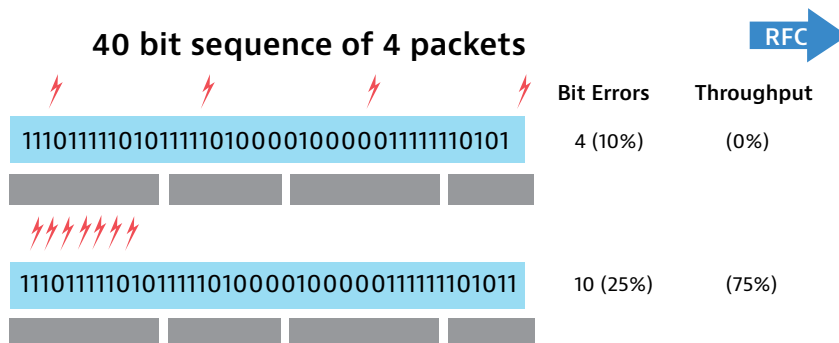 40 bit sequence of 4 packets
RFC
Bit Errors Throughput
1110111110101111101000010000011111110101 4 (10%) (0%)
1110111110101111101000010000011111101011 10 (25%) (75%)